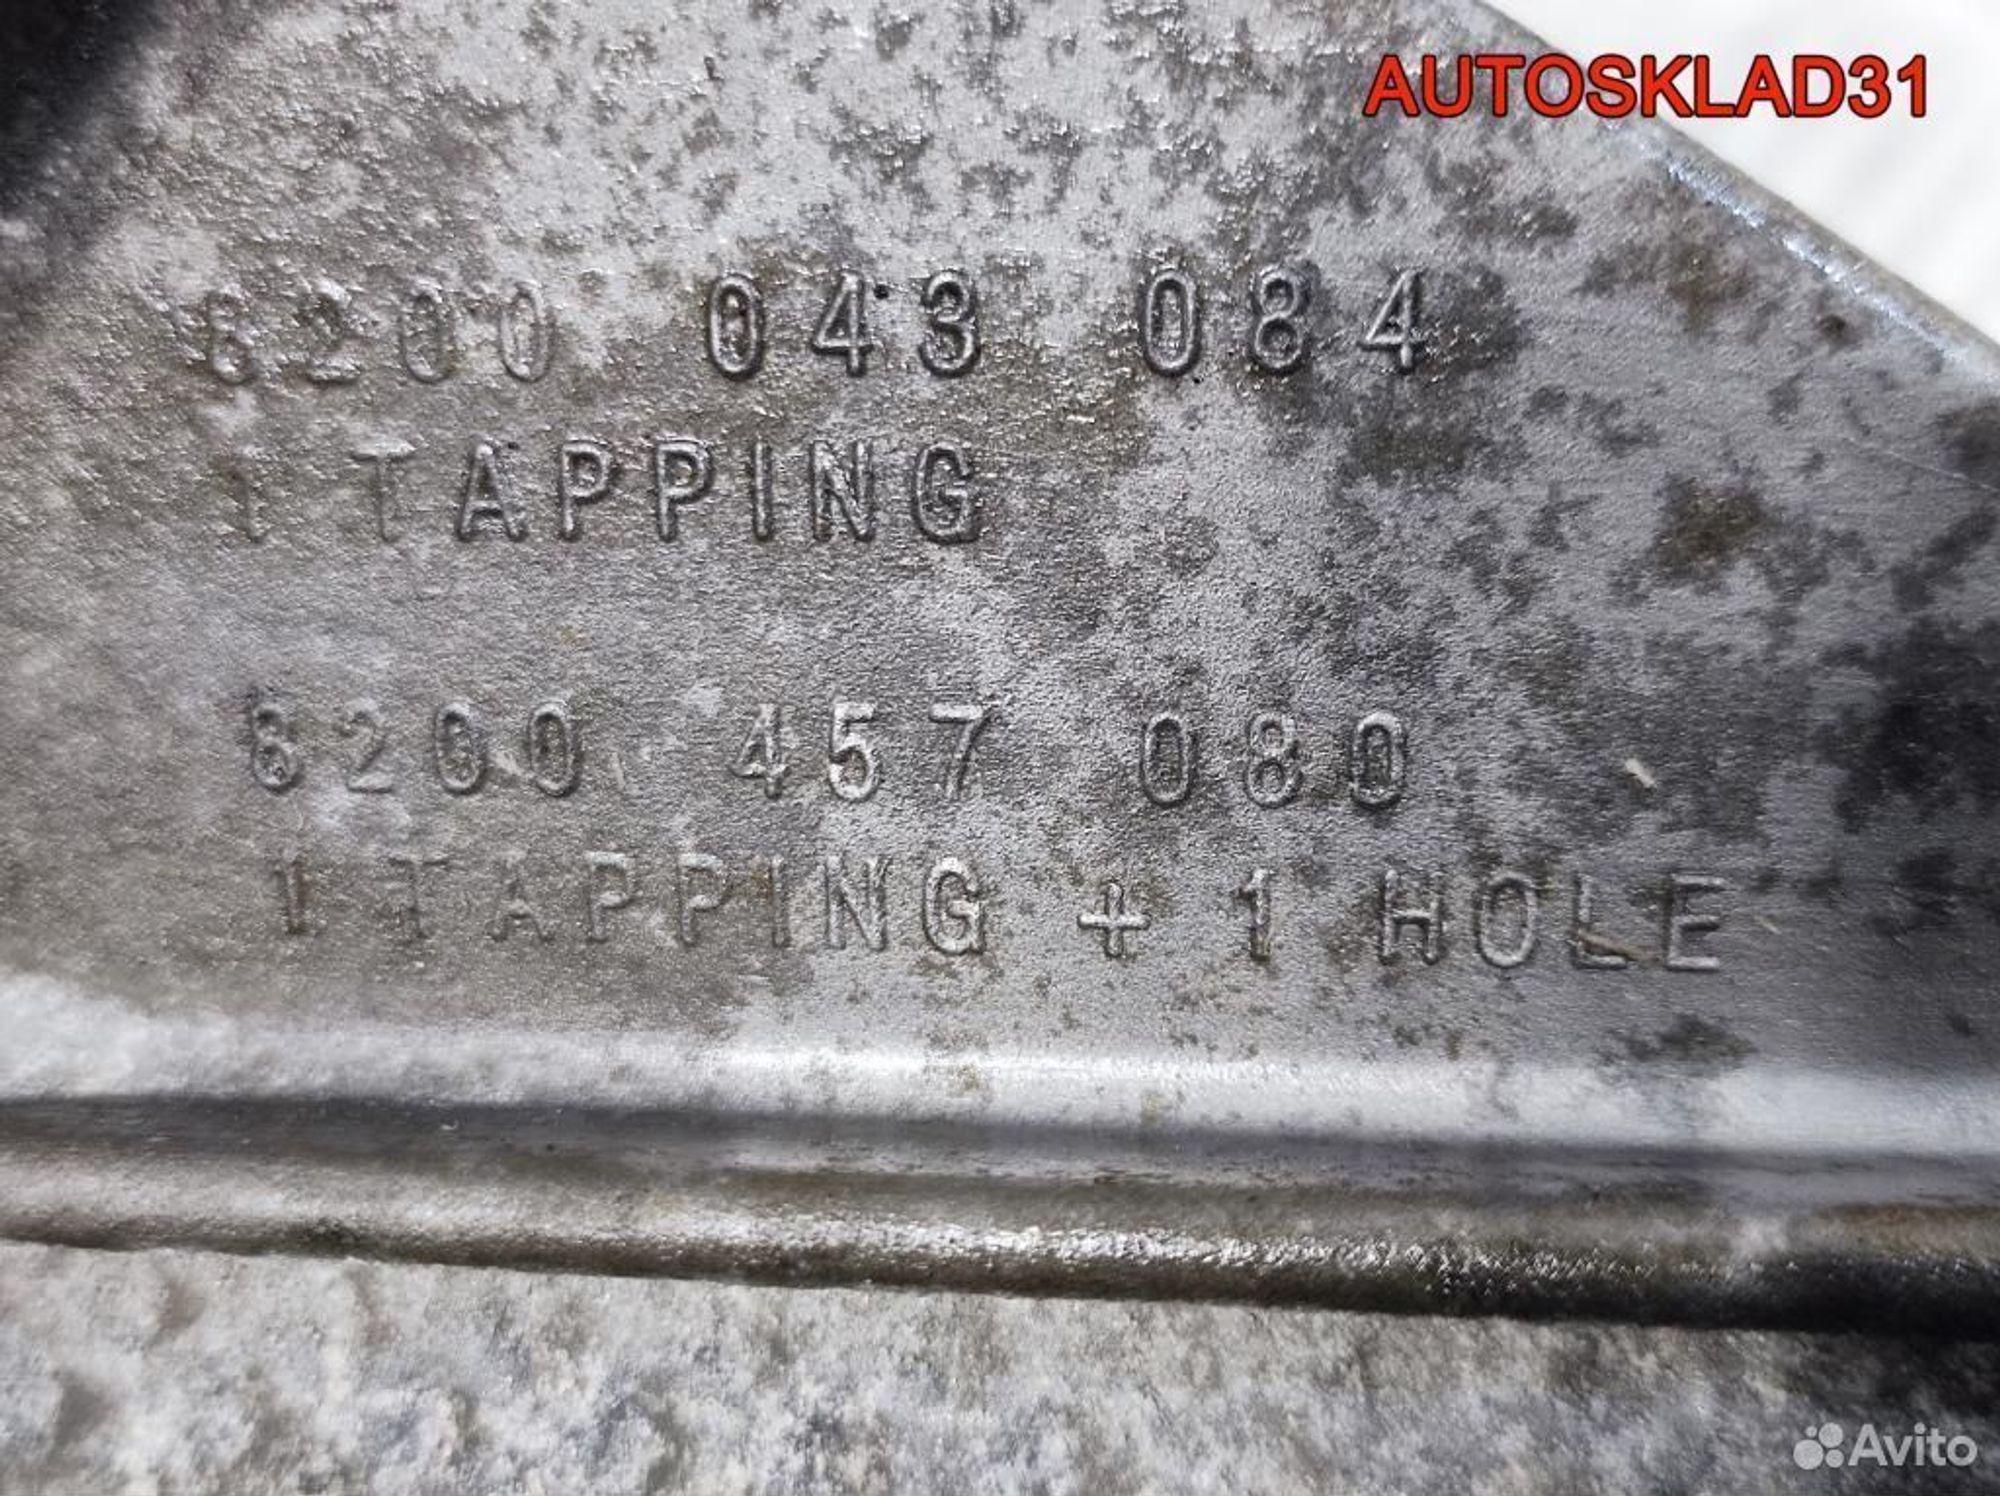 AUTOSKLAD31
8200 043 084
1 TAPPING
8200 457 080
1 TAPPING + 1 HOLE
Avito